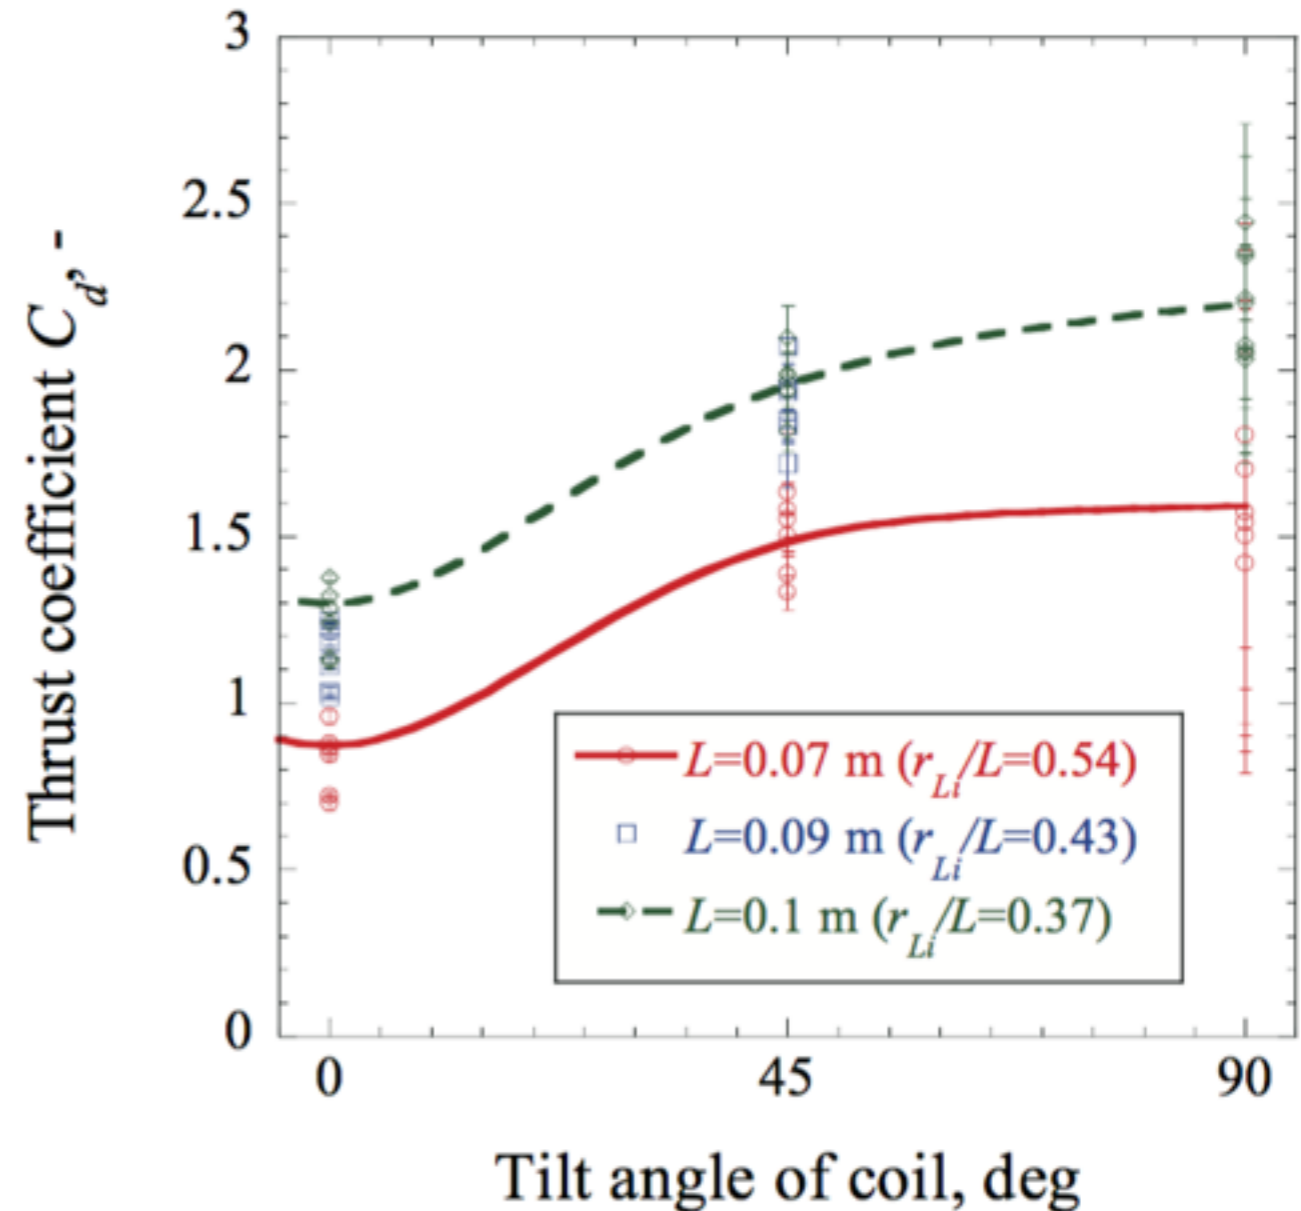 3
2.5
2
1.5
1
0.5
0
Thrust coefficient C_d, -
L=0.07 m (r_Li/L=0.54)
L=0.09 m (r_Li/L=0.43)
L=0.1 m (r_Li/L=0.37)
0 45 90
Tilt angle of coil, deg